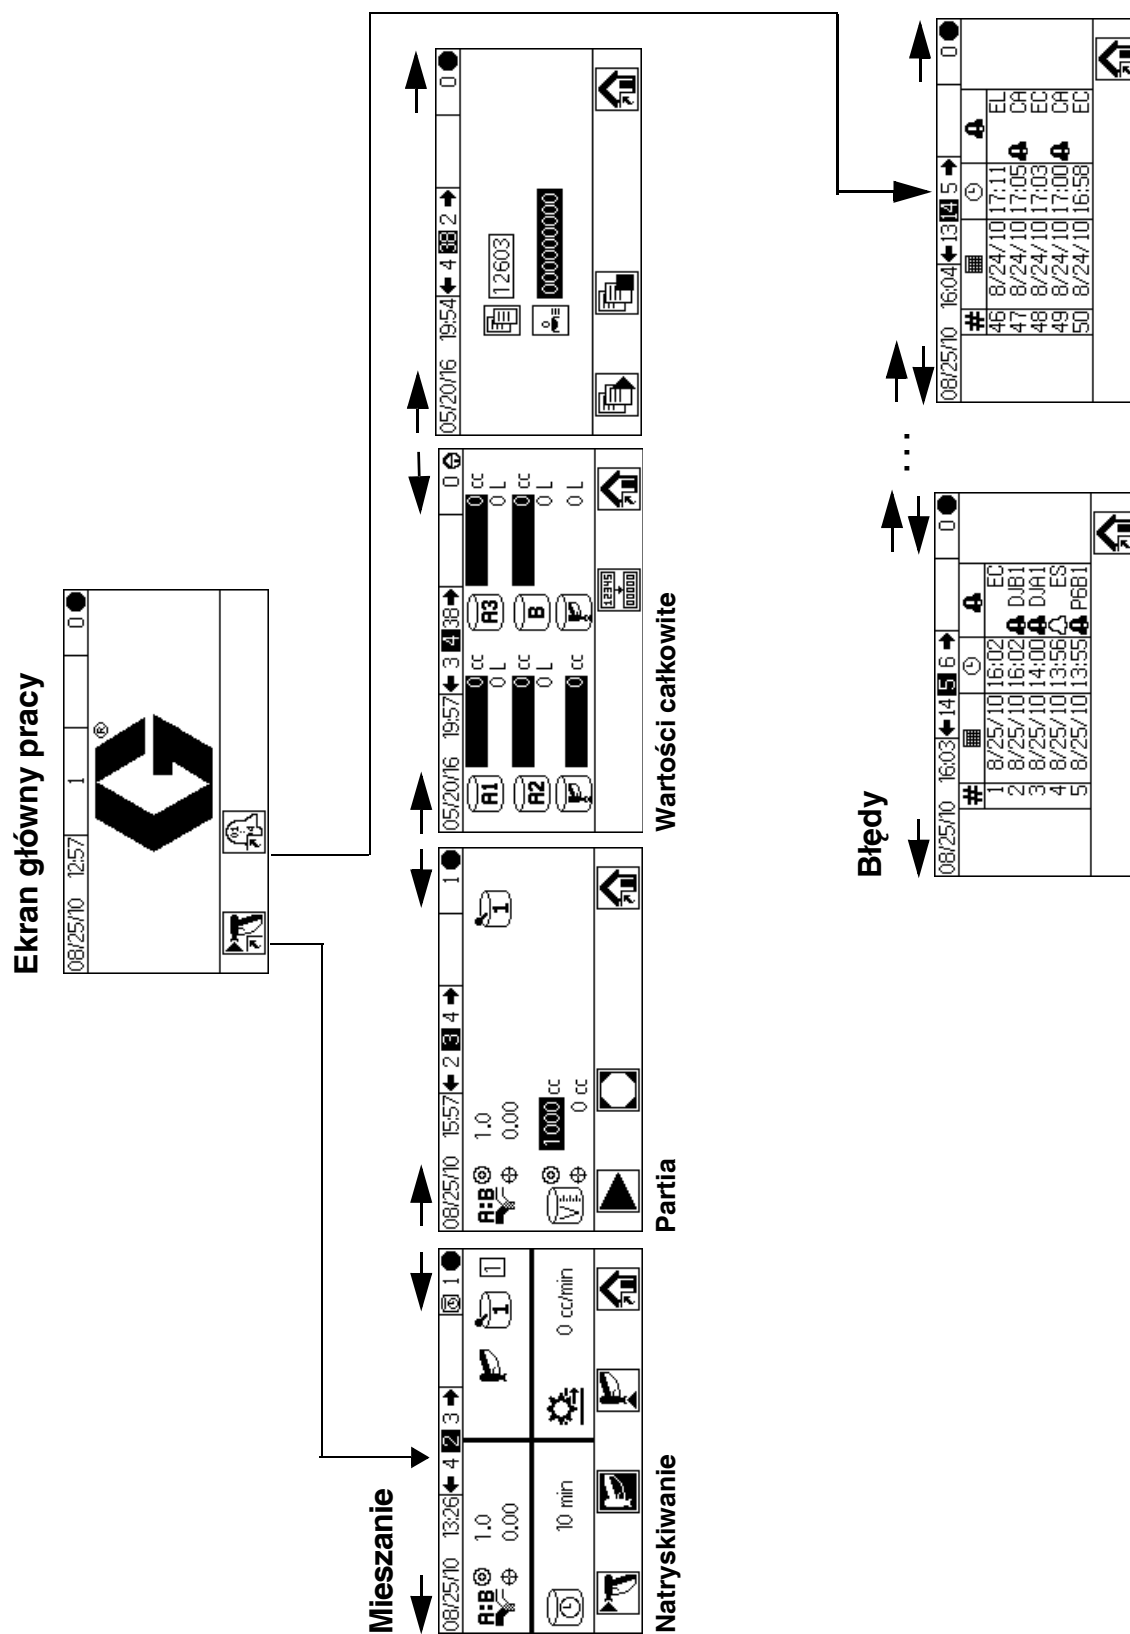 Ekran główny pracy
08/25/10 12:57 1 0
®
Mieszanie
08/25/10 13:26 4 2 3 1
A:B 1.0
0.00
1 1
10 min
0 cc/min
Natryskiwanie
08/25/10 15:57 2 3 4 1
A:B 1.0
0.00
1
1000 cc
0 cc
Partia
05/20/16 19:57 3 4 38 0
A1 0 cc
0 L
A3 0 cc
0 L
A2 0 cc
0 L
B 0 cc
0 L
0 cc
0 L
12345
00000
Wartości całkowite
05/20/16 19:54 4 38 2 0
12603
000000000
Błędy
08/25/10 16:03 14 5 6 0
#
1 8/25/10 16:02 EC
2 8/25/10 16:02 DJB1
3 8/25/10 14:00 DJA1
4 8/25/10 13:56 ES
5 8/25/10 13:55 P6B1
...
08/25/10 16:04 13 14 5 0
#
46 8/24/10 17:11 EL
47 8/24/10 17:05 CA
48 8/24/10 17:03 EC
49 8/24/10 17:00 CA
50 8/24/10 16:58 EC